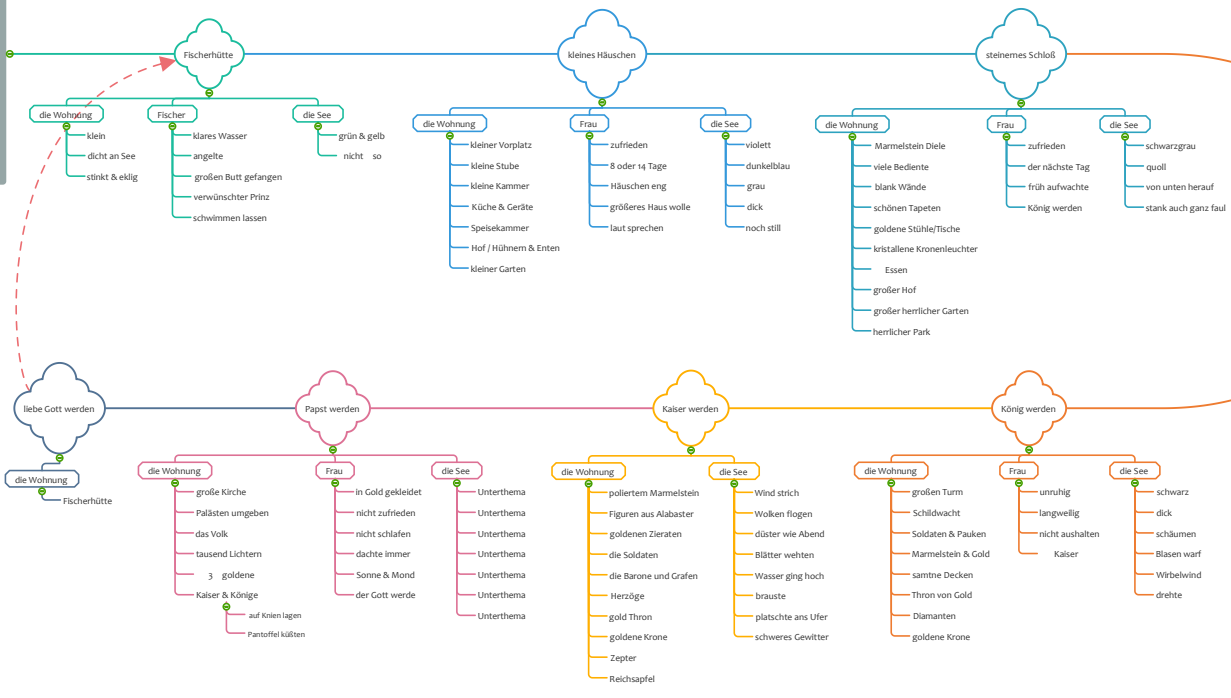 Fischerhütte
die Wohnung
klein
dicht an See
stinkt & eklig
Fischer
klares Wasser
angelte
großen Butt gefangen
verwünschter Prinz
schwimmen lassen
die See
grün & gelb
nicht so
kleines Häuschen
die Wohnung
kleiner Vorplatz
kleine Stube
kleine Kammer
Küche & Geräte
Speisekammer
Hof / Hühnern & Enten
kleiner Garten
Frau
zufrieden
8 oder 14 Tage
Häuschen eng
größeres Haus wolle
laut sprechen
die See
violett
dunkelblau
grau
dick
noch still
steinernes Schloß
die Wohnung
Marmelstein Diele
viele Bediente
blank Wände
schönen Tapeten
goldene Stühle/Tische
kristallene Kronenleuchter
Essen
großer Hof
großer herrlicher Garten
herrlicher Park
Frau
zufrieden
der nächste Tag
früh aufwachte
König werden
die See
schwarzgrau
quoll
von unten herauf
stank auch ganz faul
liebe Gott werden
die Wohnung
Fischerhütte
Papst werden
die Wohnung
große Kirche
Palästen umgeben
das Volk
tausend Lichtern
3 goldene
Kaiser & Könige
auf Knien lagen
Pantoffel küßten
Frau
in Gold gekleidet
nicht zufrieden
nicht schlafen
dachte immer
Sonne & Mond
der Gott werde
die See
Unterthema
Unterthema
Unterthema
Unterthema
Unterthema
Unterthema
Unterthema
Kaiser werden
die Wohnung
poliertem Marmelstein
Figuren aus Alabaster
goldenen Zieraten
die Soldaten
die Barone und Grafen
Herzöge
gold Thron
goldene Krone
Zepter
Reichsapfel
die See
Wind strich
Wolken flogen
düster wie Abend
Blätter wehten
Wasser ging hoch
brauste
platschte ans Ufer
schweres Gewitter
König werden
die Wohnung
großen Turm
Schildwacht
Soldaten & Pauken
Marmelstein & Gold
samtne Decken
Thron von Gold
Diamanten
goldene Krone
Frau
unruhig
langweilig
nicht aushalten
Kaiser
die See
schwarz
dick
schäumen
Blasen warf
Wirbelwind
drehte